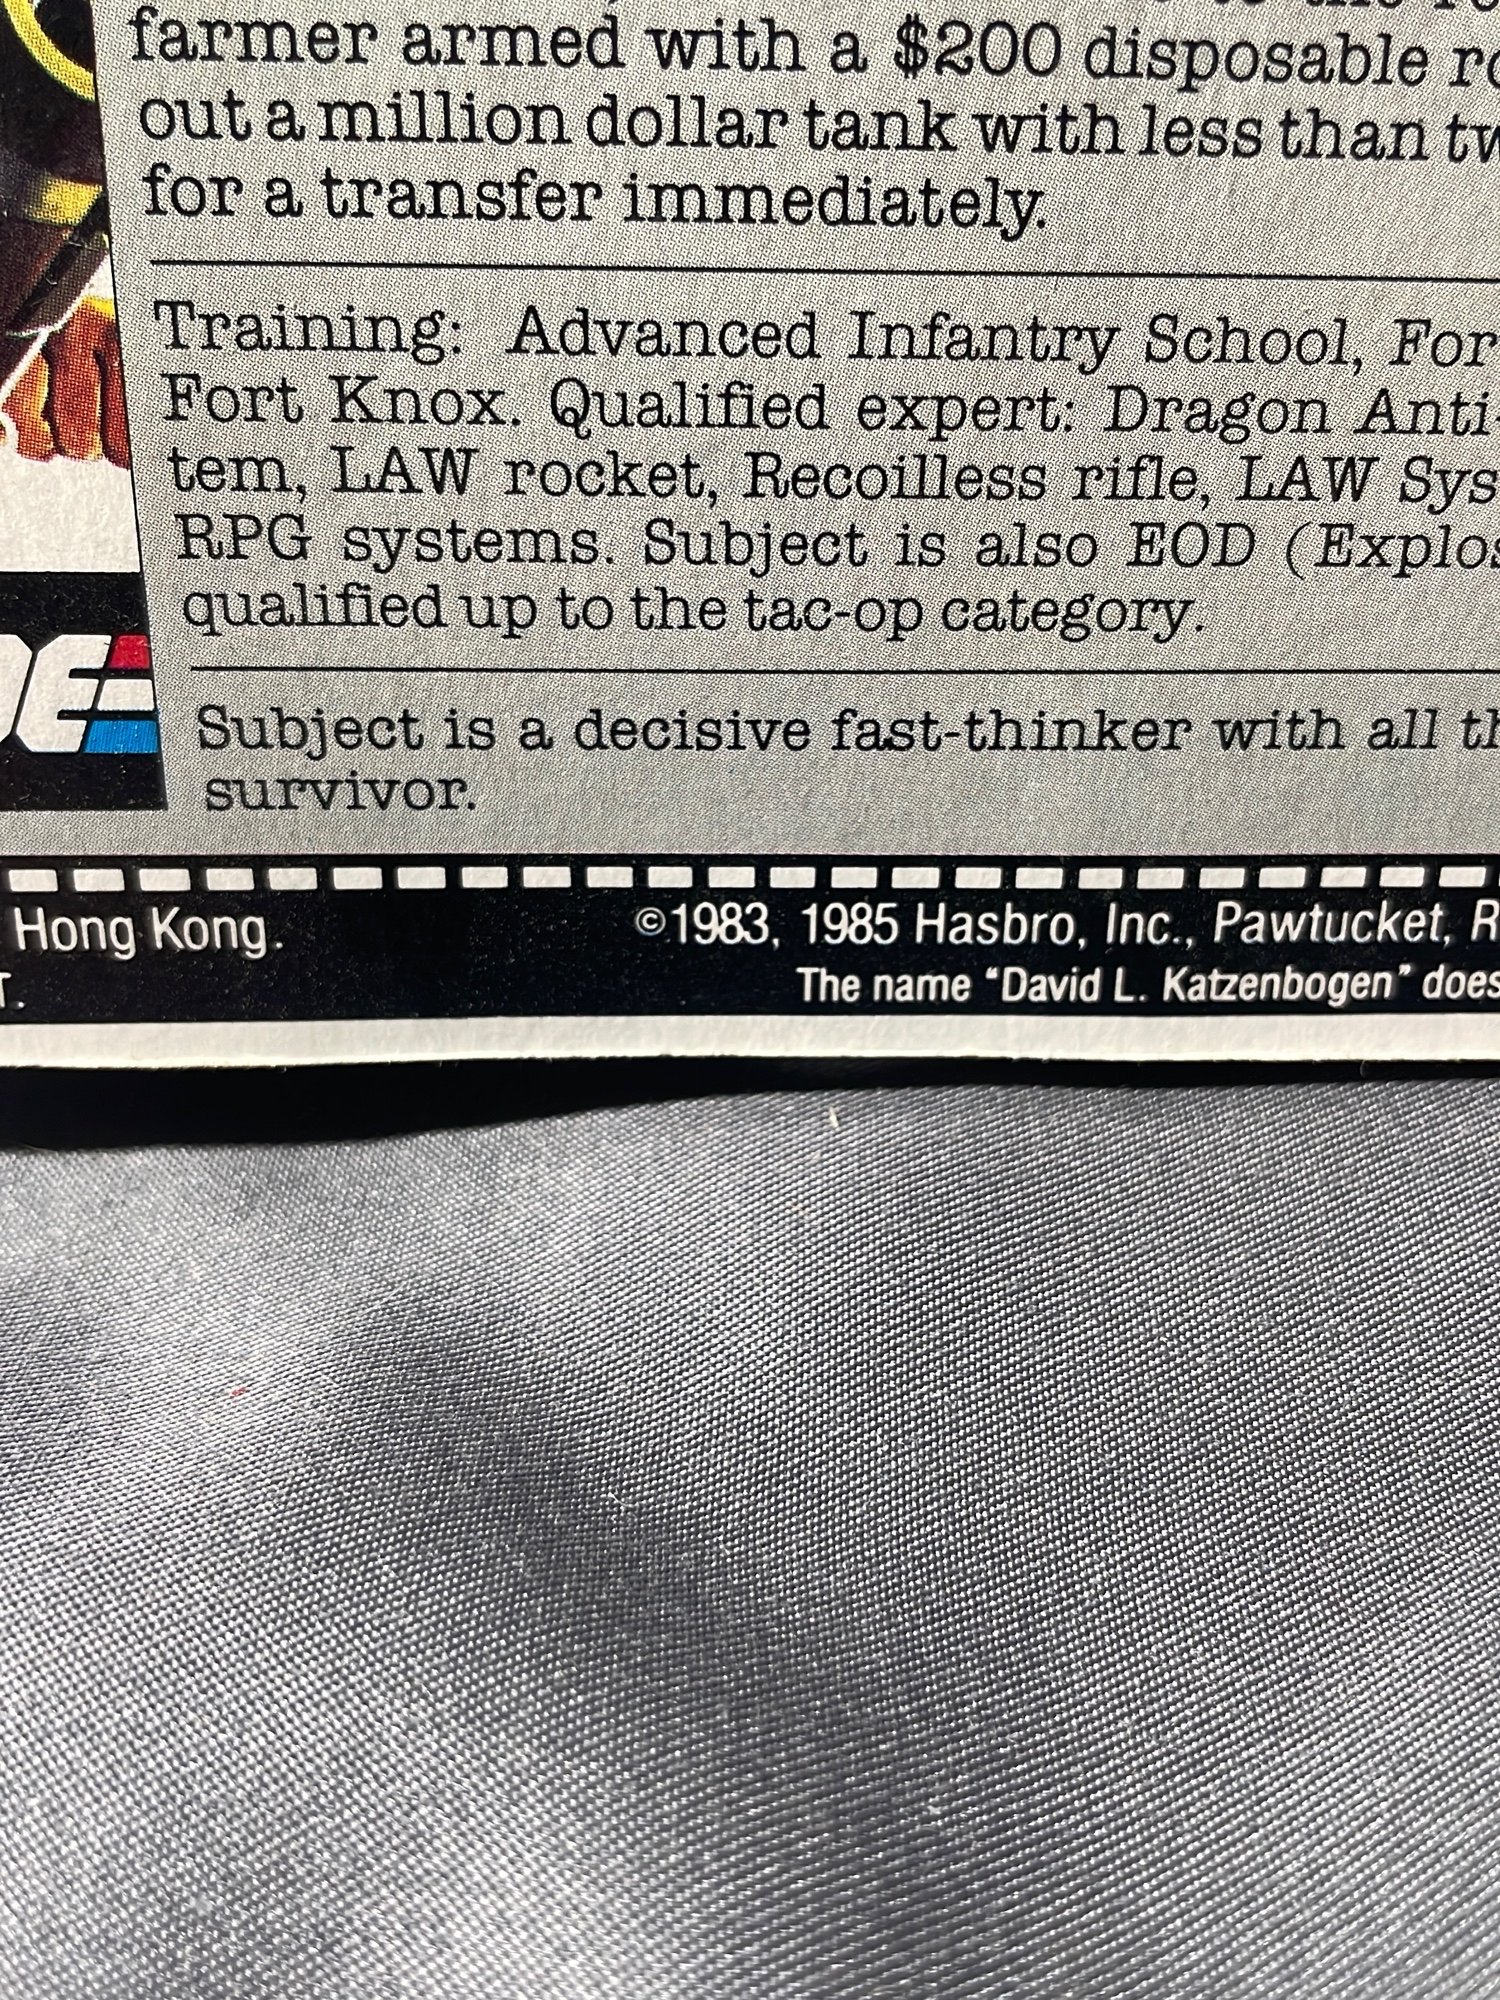 farmer armed with a $200 disposable
out a million dollar tank with less than
for a transfer immediately.
Training: Advanced Infantry School,
Fort Knox. Qualified expert: Dragon Anti-
tem, LAW rocket, Recoilless rifle, LAW
RPG systems. Subject is also EOD
qualified up to the tac-op category.
Subject is a decisive fast-thinker with all
survivor.
Hong Kong.
©1983, 1985 Hasbro, Inc., Pawtucket,
The name "David L. Katzenbogen" does